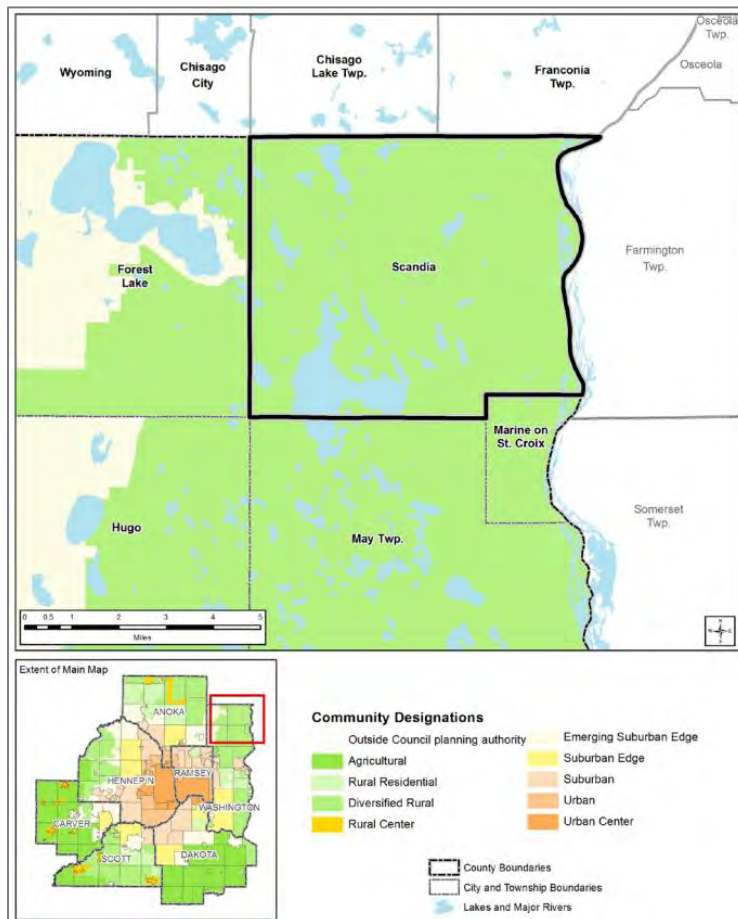 Osceola
Twp.
Osceola
Wyoming
Chisago
City
Chisago
Lake Twp.
Franconia
Twp.
Farmington
Twp.
Forest
Lake
Scandia
Marine on
St. Croix
Somerset
Twp.
Hugo
May Twp.
0 0.5 1 2 3 4 5
Miles
N
W E
S
Extent of Main Map
ANOKA
HENNEPIN
RAMSEY
WASHINGTON
CARVER
SCOTT
DAKOTA
Community Designations
Outside Council planning authority
Agricultural
Rural Residential
Diversified Rural
Rural Center
Emerging Suburban Edge
Suburban Edge
Suburban
Urban
Urban Center
County Boundaries
City and Township Boundaries
Lakes and Major Rivers